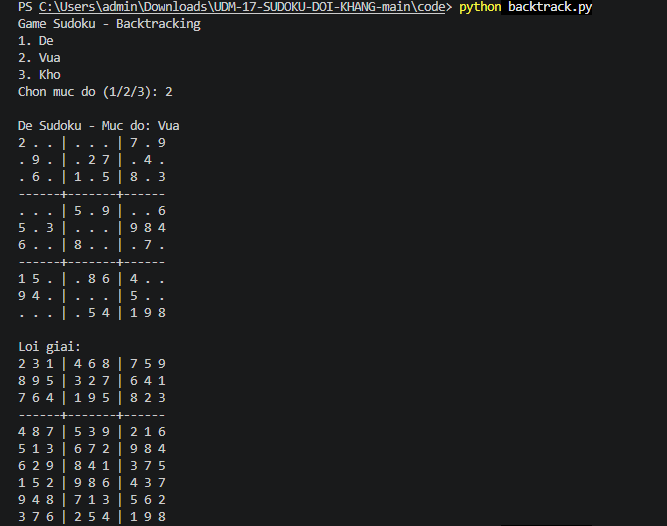 PS C:\Users\admin\Downloads\UDM-17-SUDOKU-DOI-KHANG-main\code> python backtrack.py
Game Sudoku - Backtracking
1. De
2. Vua
3. Kho
Chon muc do (1/2/3): 2
De Sudoku - Muc do: Vua
2 . . | . . . | 7 . 9
. 9 . | . 2 7 | . 4 .
. 6 . | 1 . 5 | 8 . 3
------+-------+------
. . . | 5 . 9 | . . 6
5 . 3 | . . . | 9 8 4
6 . . | 8 . . | . 7 .
------+-------+------
1 5 . | . 8 6 | 4 . .
9 4 . | . . . | 5 . .
. . . | . 5 4 | 1 9 8
Loi giai:
2 3 1 | 4 6 8 | 7 5 9
8 9 5 | 3 2 7 | 6 4 1
7 6 4 | 1 9 5 | 8 2 3
------+-------+------
4 8 7 | 5 3 9 | 2 1 6
5 1 3 | 6 7 2 | 9 8 4
6 2 9 | 8 4 1 | 3 7 5
1 5 2 | 9 8 6 | 4 3 7
9 4 8 | 7 1 3 | 5 6 2
3 7 6 | 2 5 4 | 1 9 8